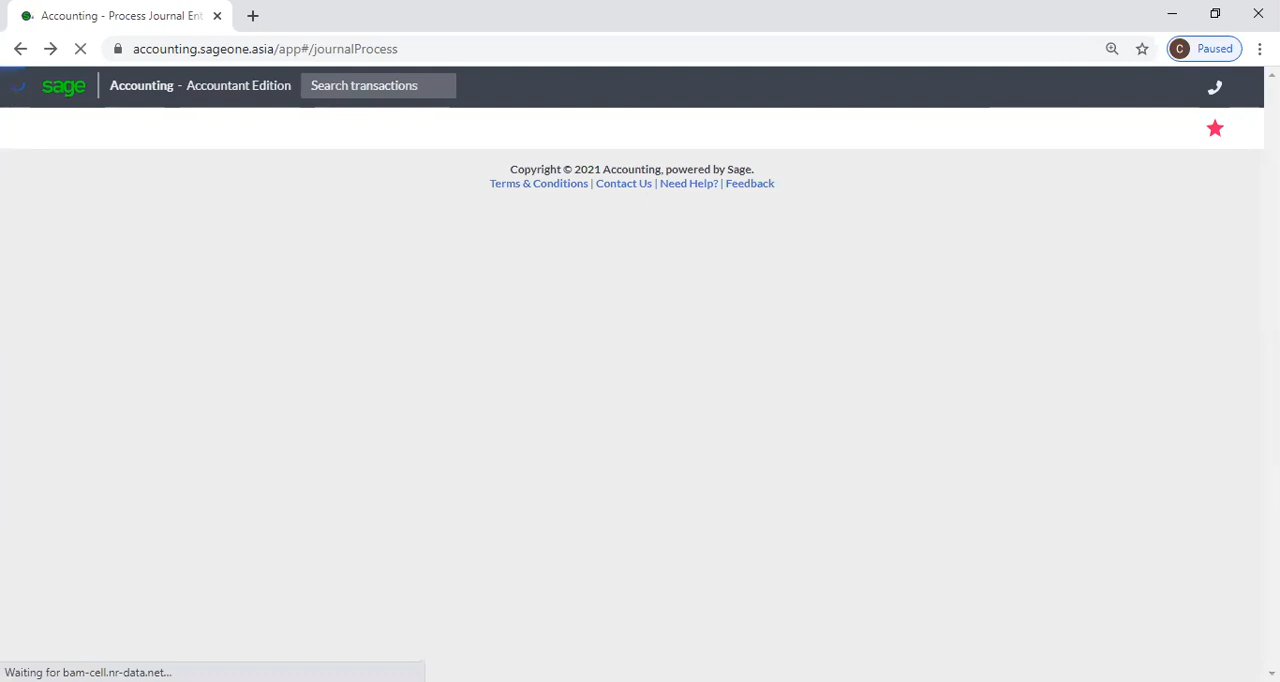 Accounting - Process Journal Ent
accounting.sageone.asia/app#/journalProcess
C Paused
sage Accounting - Accountant Edition Search transactions
Copyright © 2021 Accounting, powered by Sage.
Terms & Conditions | Contact Us | Need Help? | Feedback
Waiting for bam-cell.nr-data.net...